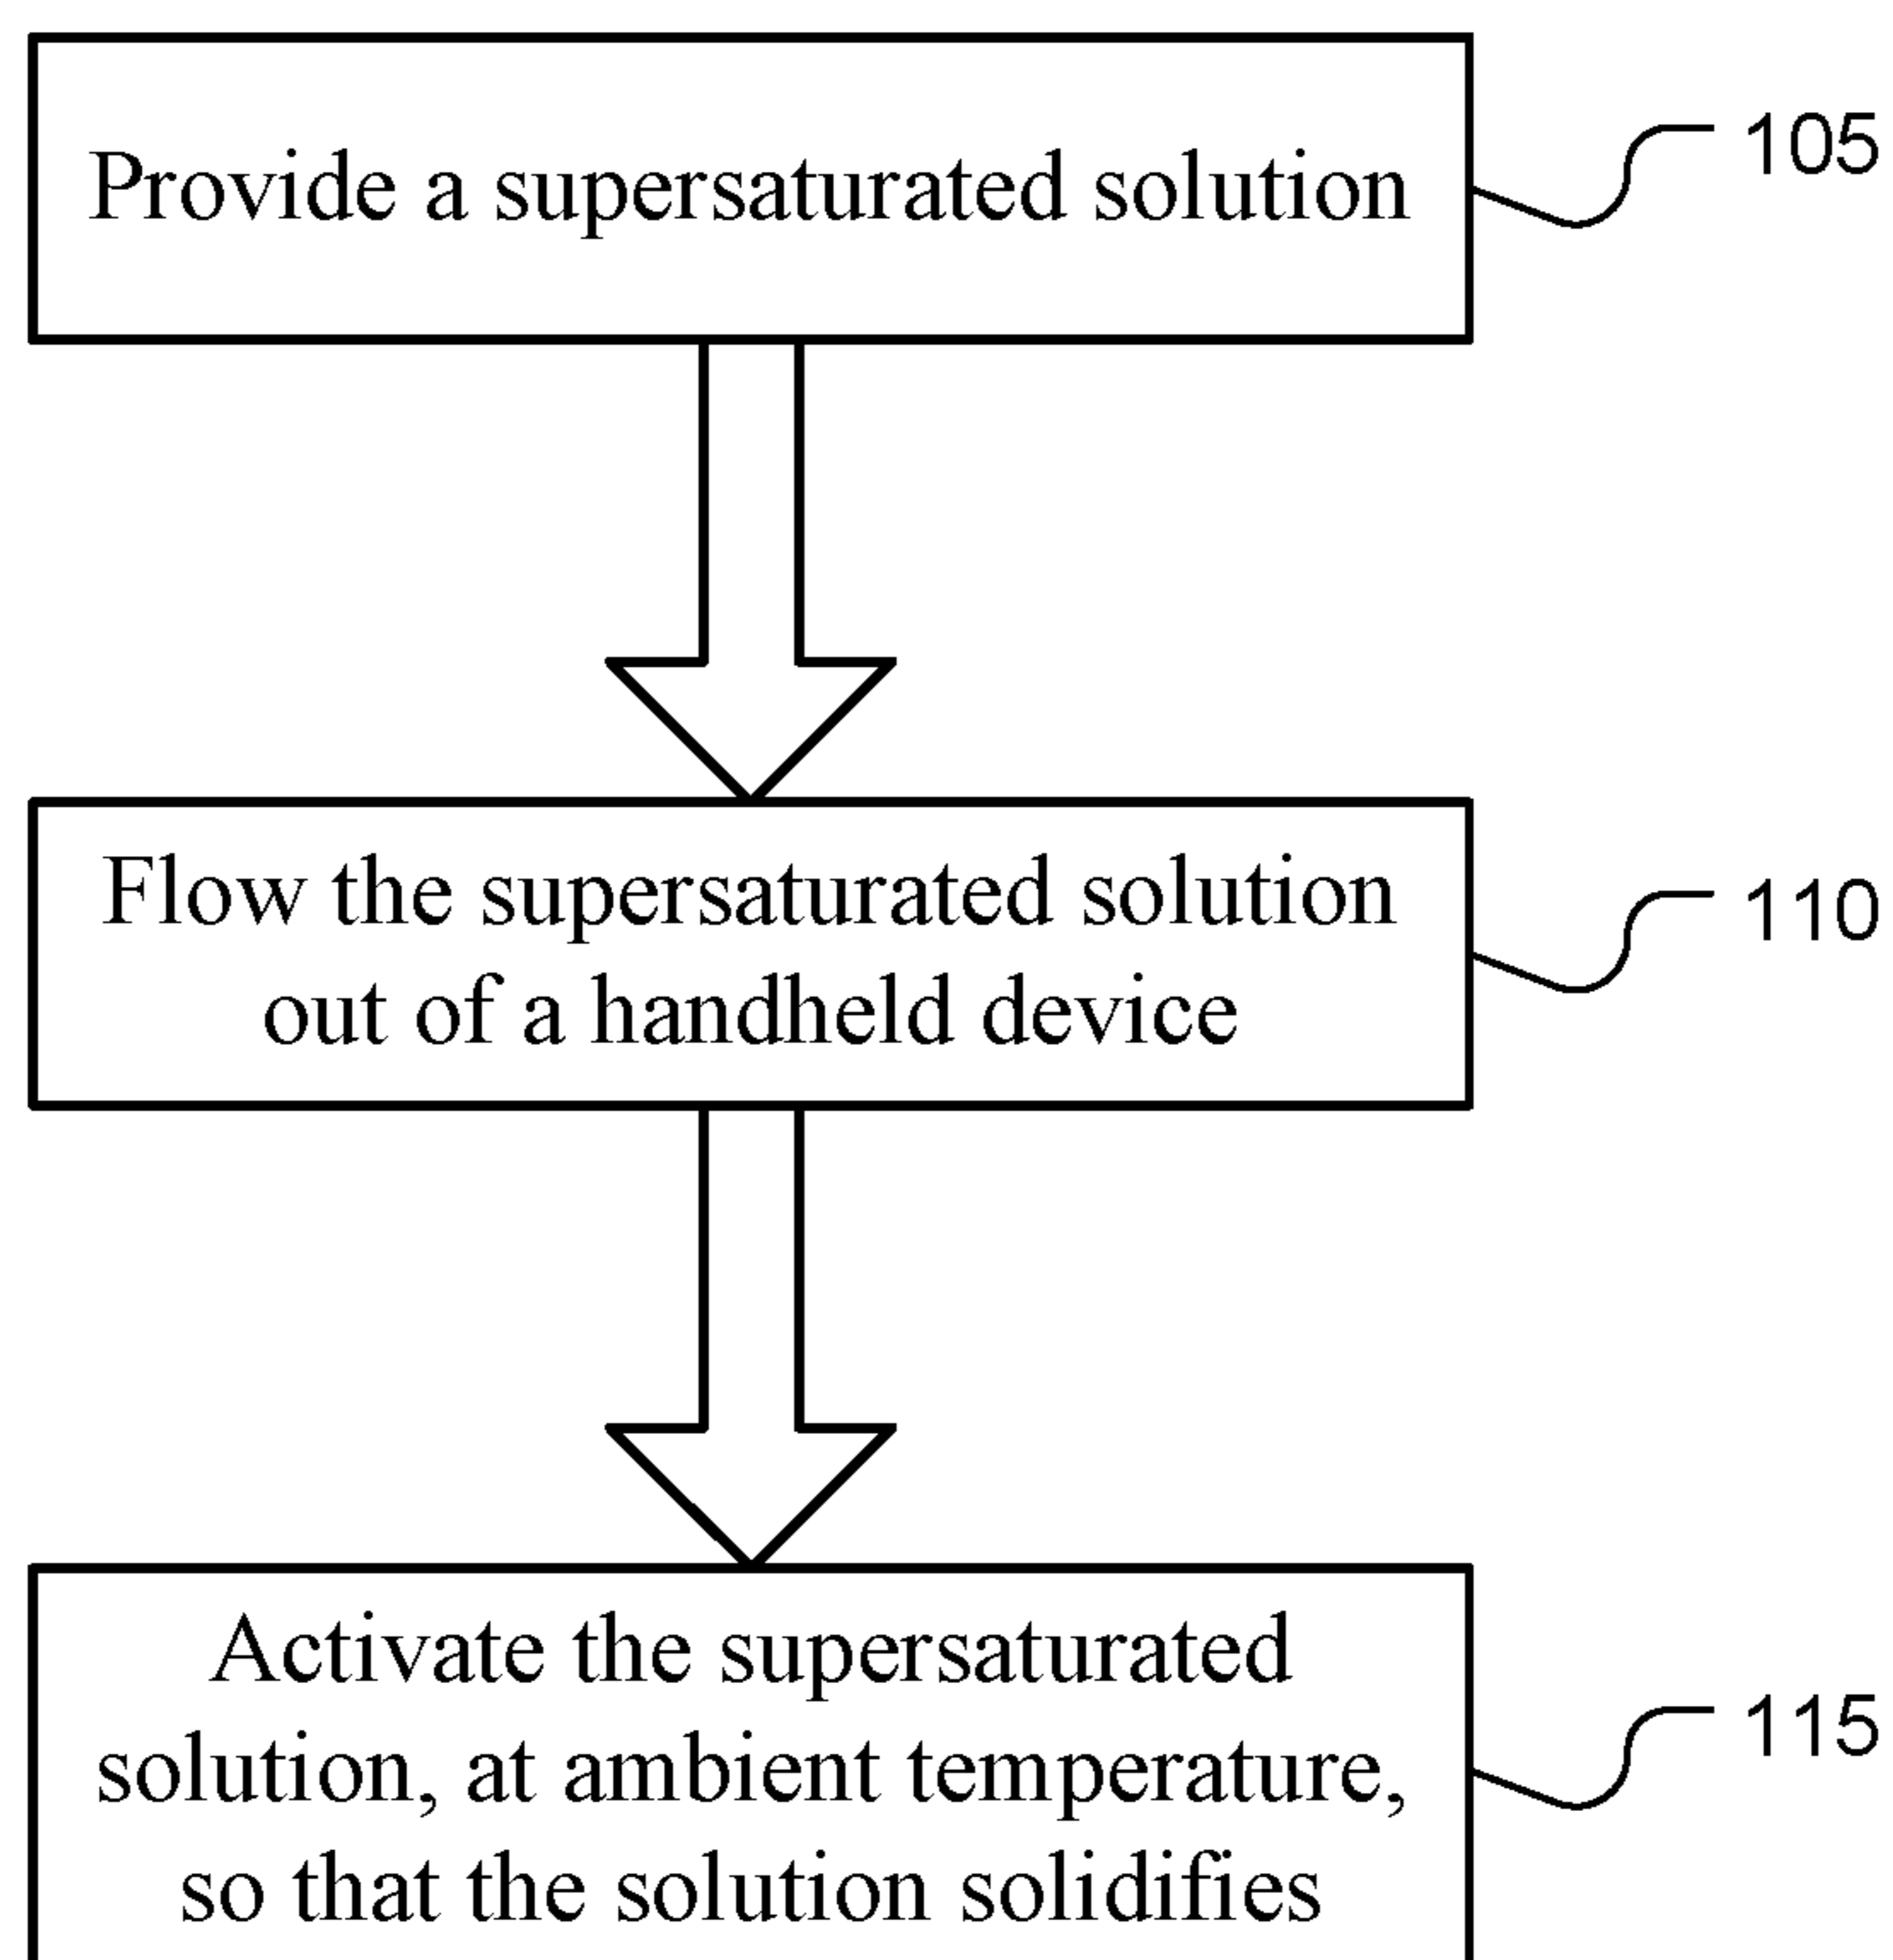 Provide a supersaturated solution
105
Flow the supersaturated solution
out of a handheld device
110
Activate the supersaturated
solution, at ambient temperature,
so that the solution solidifies
115